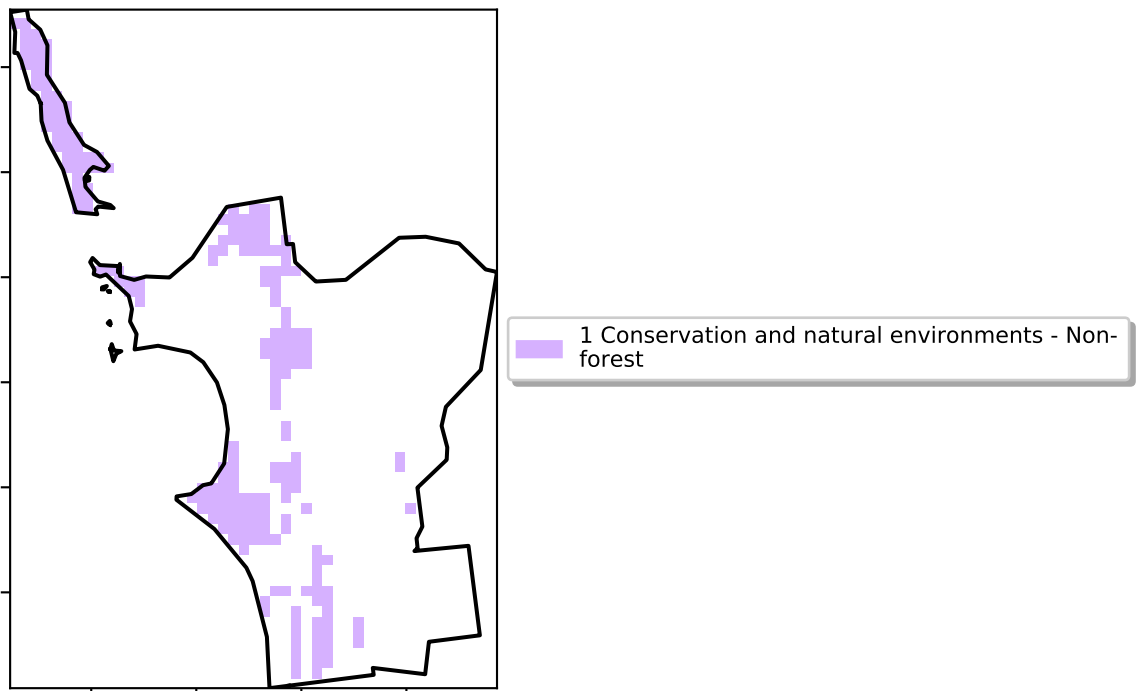 1 Conservation and natural environments - Non-
forest